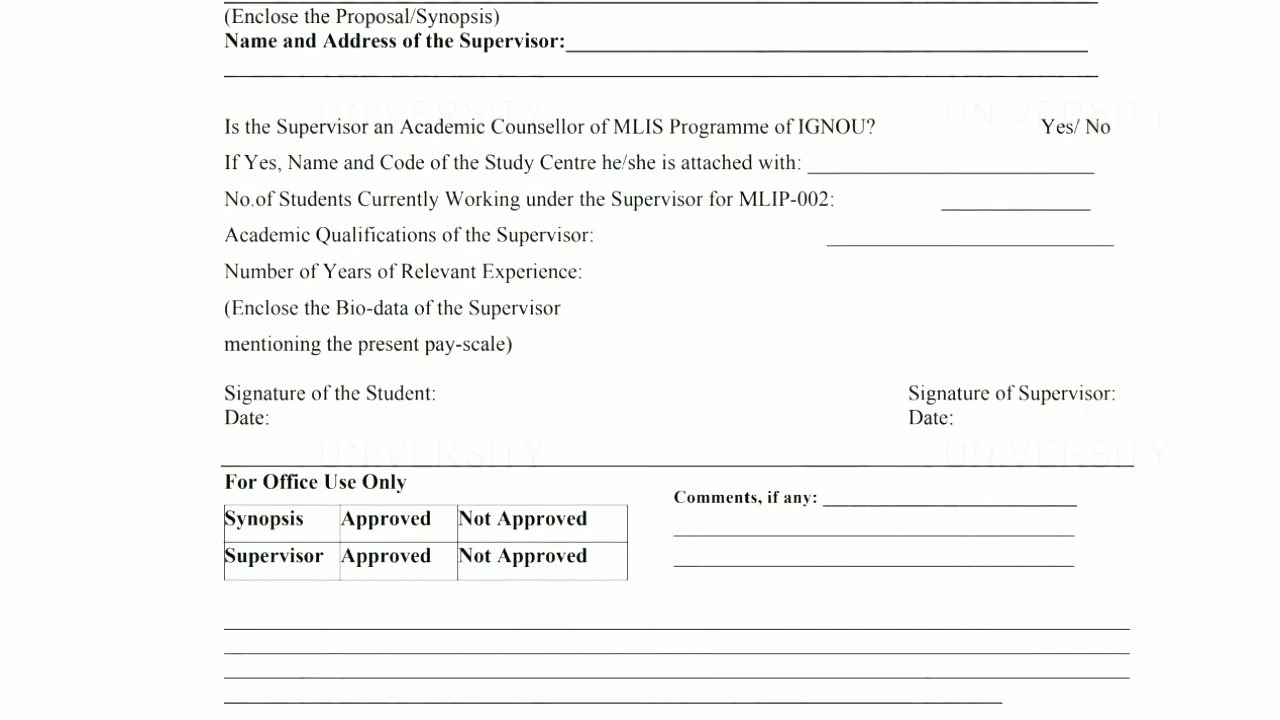 (Enclose the Proposal/Synopsis)
Name and Address of the Supervisor:
UNIVERSITY UNIVERSITY
Is the Supervisor an Academic Counsellor of MLIS Programme of IGNOU? Yes/ No
If Yes, Name and Code of the Study Centre he/she is attached with:
No.of Students Currently Working under the Supervisor for MLIP-002:
Academic Qualifications of the Supervisor:
Number of Years of Relevant Experience:
(Enclose the Bio-data of the Supervisor
mentioning the present pay-scale)
Signature of the Student: Signature of Supervisor:
Date: Date:
UNIVERSITY UNIVERSITY
For Office Use Only
Comments, if any:
Synopsis Approved Not Approved
Supervisor Approved Not Approved